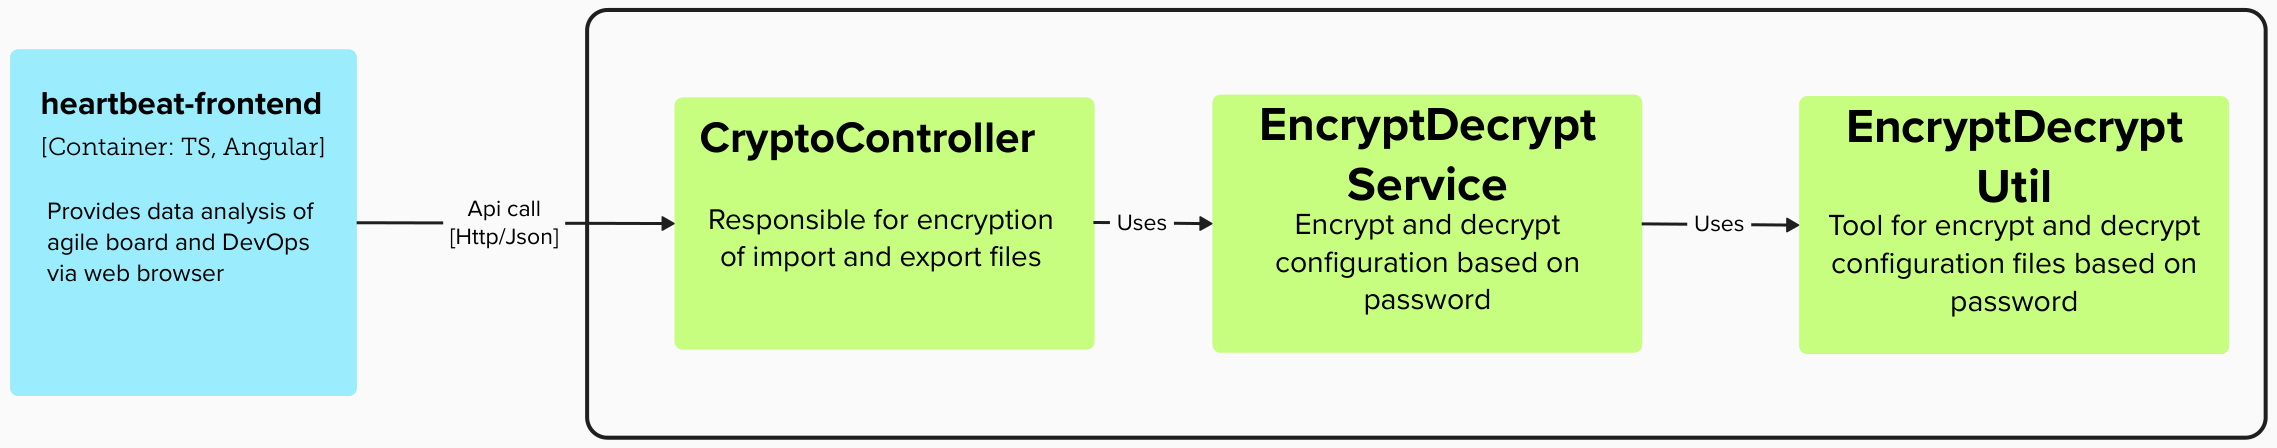 heartbeat-frontend
[Container: TS, Angular]
Provides data analysis of
agile board and DevOps
via web browser
Api call
[Http/Json]
CryptoController
Responsible for encryption
of import and export files
Uses
EncryptDecrypt
Service
Encrypt and decrypt
configuration based on
password
Uses
EncryptDecrypt
Util
Tool for encrypt and decrypt
configuration files based on
password